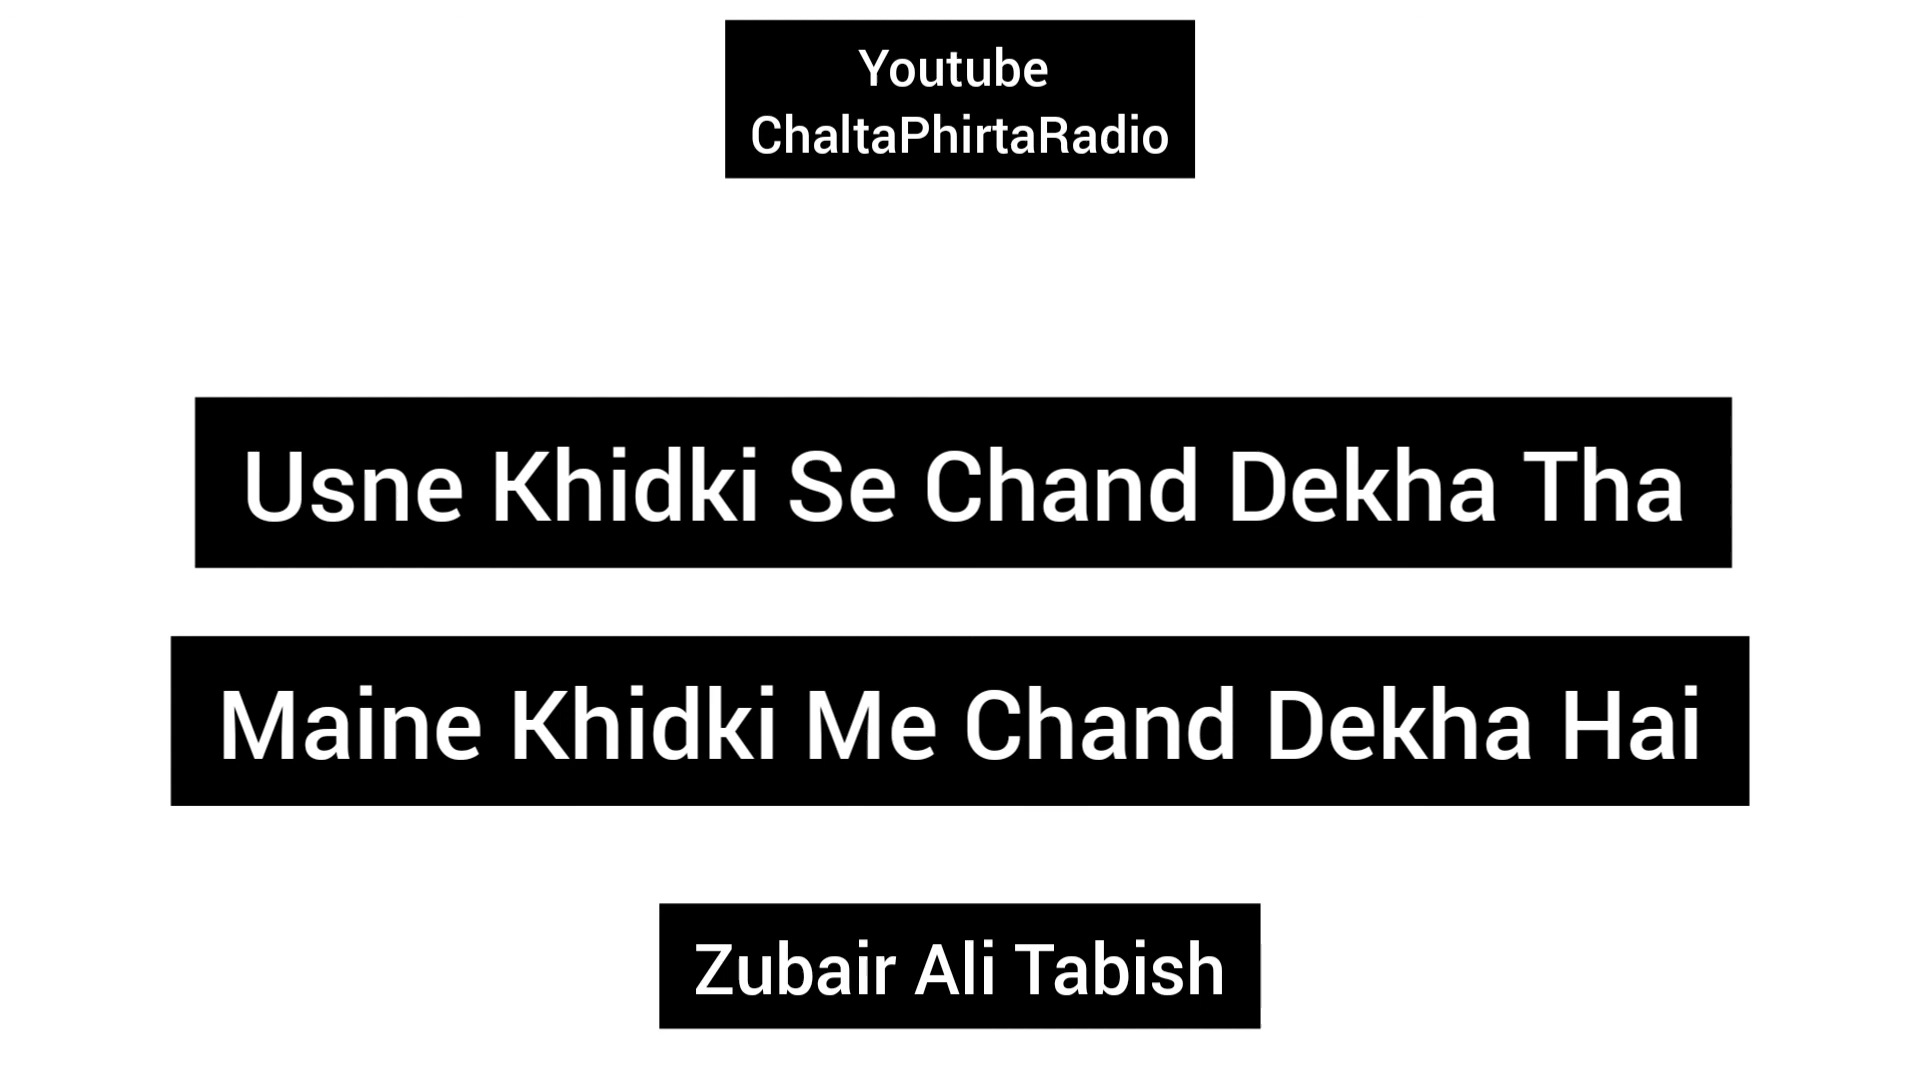 Youtube
ChaltaPhirtaRadio
Usne Khidki Se Chand Dekha Tha
Maine Khidki Me Chand Dekha Hai
Zubair Ali Tabish